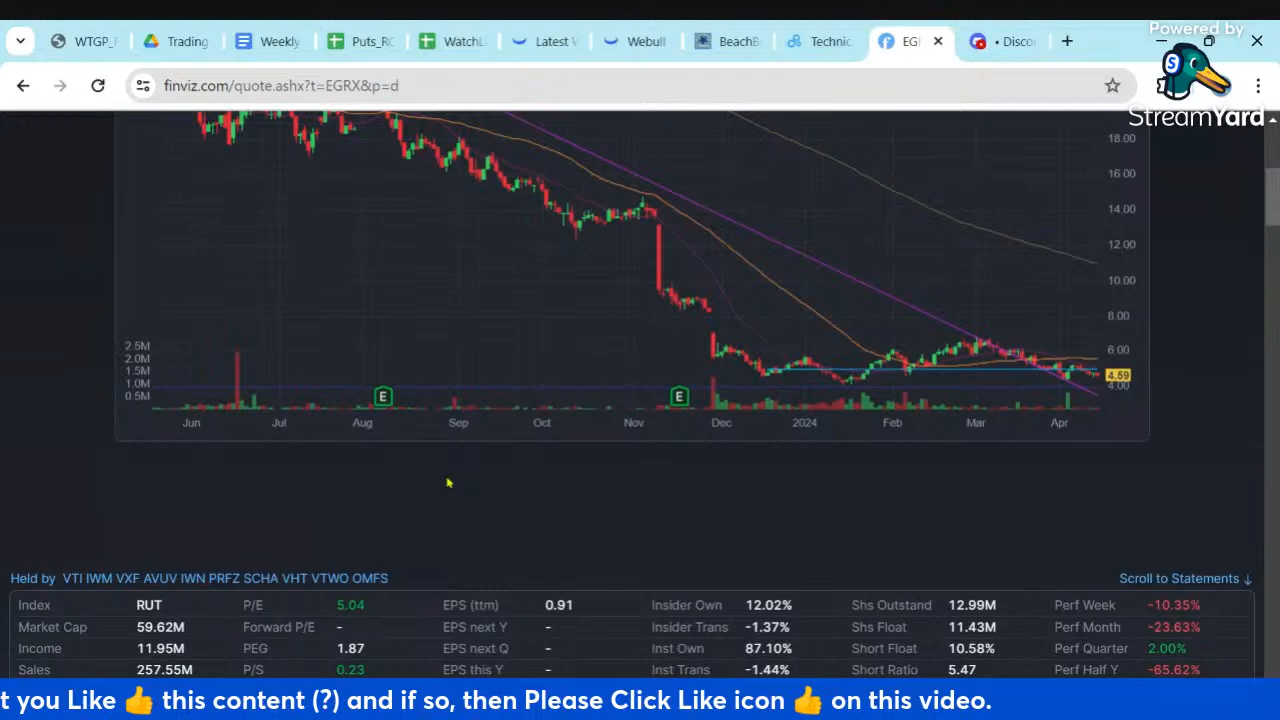 Powered by
StreamYard
WTGP_F
Trading
Weekly
Puts_RC
WatchLi
Latest V
Webull
BeachB
Technic
EGI
• Disco
finviz.com/quote.ashx?t=EGRX&p=d
18.00
16.00
14.00
12.00
10.00
8.00
6.00
4.59
4.00
2.5M
2.0M
1.5M
1.0M
0.5M
E
E
Jun Jul Aug Sep Oct Nov Dec 2024 Feb Mar Apr
Held by VTI IWM VXF AVUV IWN PRFZ SCHA VHT VTWO OMFS
Scroll to Statements ↓
Index RUT P/E 5.04 EPS (ttm) 0.91 Insider Own 12.02% Shs Outstand 12.99M Perf Week -10.35%
Market Cap 59.62M Forward P/E - EPS next Y - Insider Trans -1.37% Shs Float 11.43M Perf Month -23.63%
Income 11.95M PEG 1.87 EPS next Q - Inst Own 87.10% Short Float 10.58% Perf Quarter 2.00%
Sales 257.55M P/S 0.23 EPS this Y - Inst Trans -1.44% Short Ratio 5.47 Perf Half Y -65.62%
t you Like 👍 this content (?) and if so, then Please Click Like icon 👍 on this video.